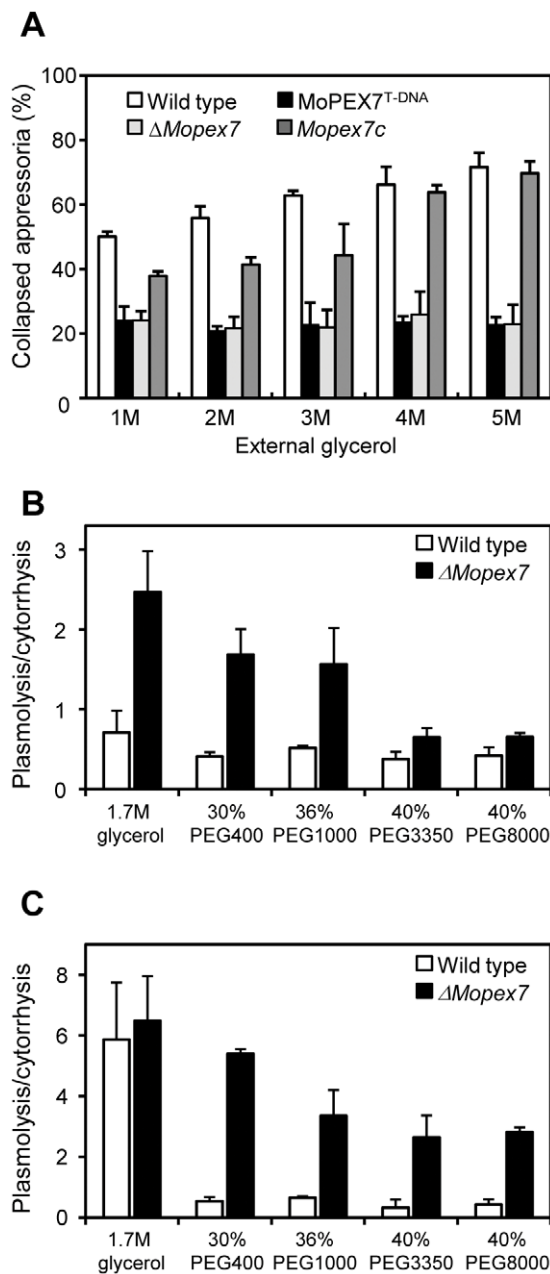 A
Collapsed appressoria (%)
100
80
60
40
20
0
Wild type
MoPEX7T-DNA
ΔMopex7
Mopex7c
1M
2M
3M
4M
5M
External glycerol
B
Plasmolysis/cytorrhysis
3
2
1
0
Wild type
ΔMopex7
1.7M
glycerol
30%
PEG400
36%
PEG1000
40%
PEG3350
40%
PEG8000
C
Plasmolysis/cytorrhysis
8
6
4
2
0
Wild type
ΔMopex7
1.7M
glycerol
30%
PEG400
36%
PEG1000
40%
PEG3350
40%
PEG8000